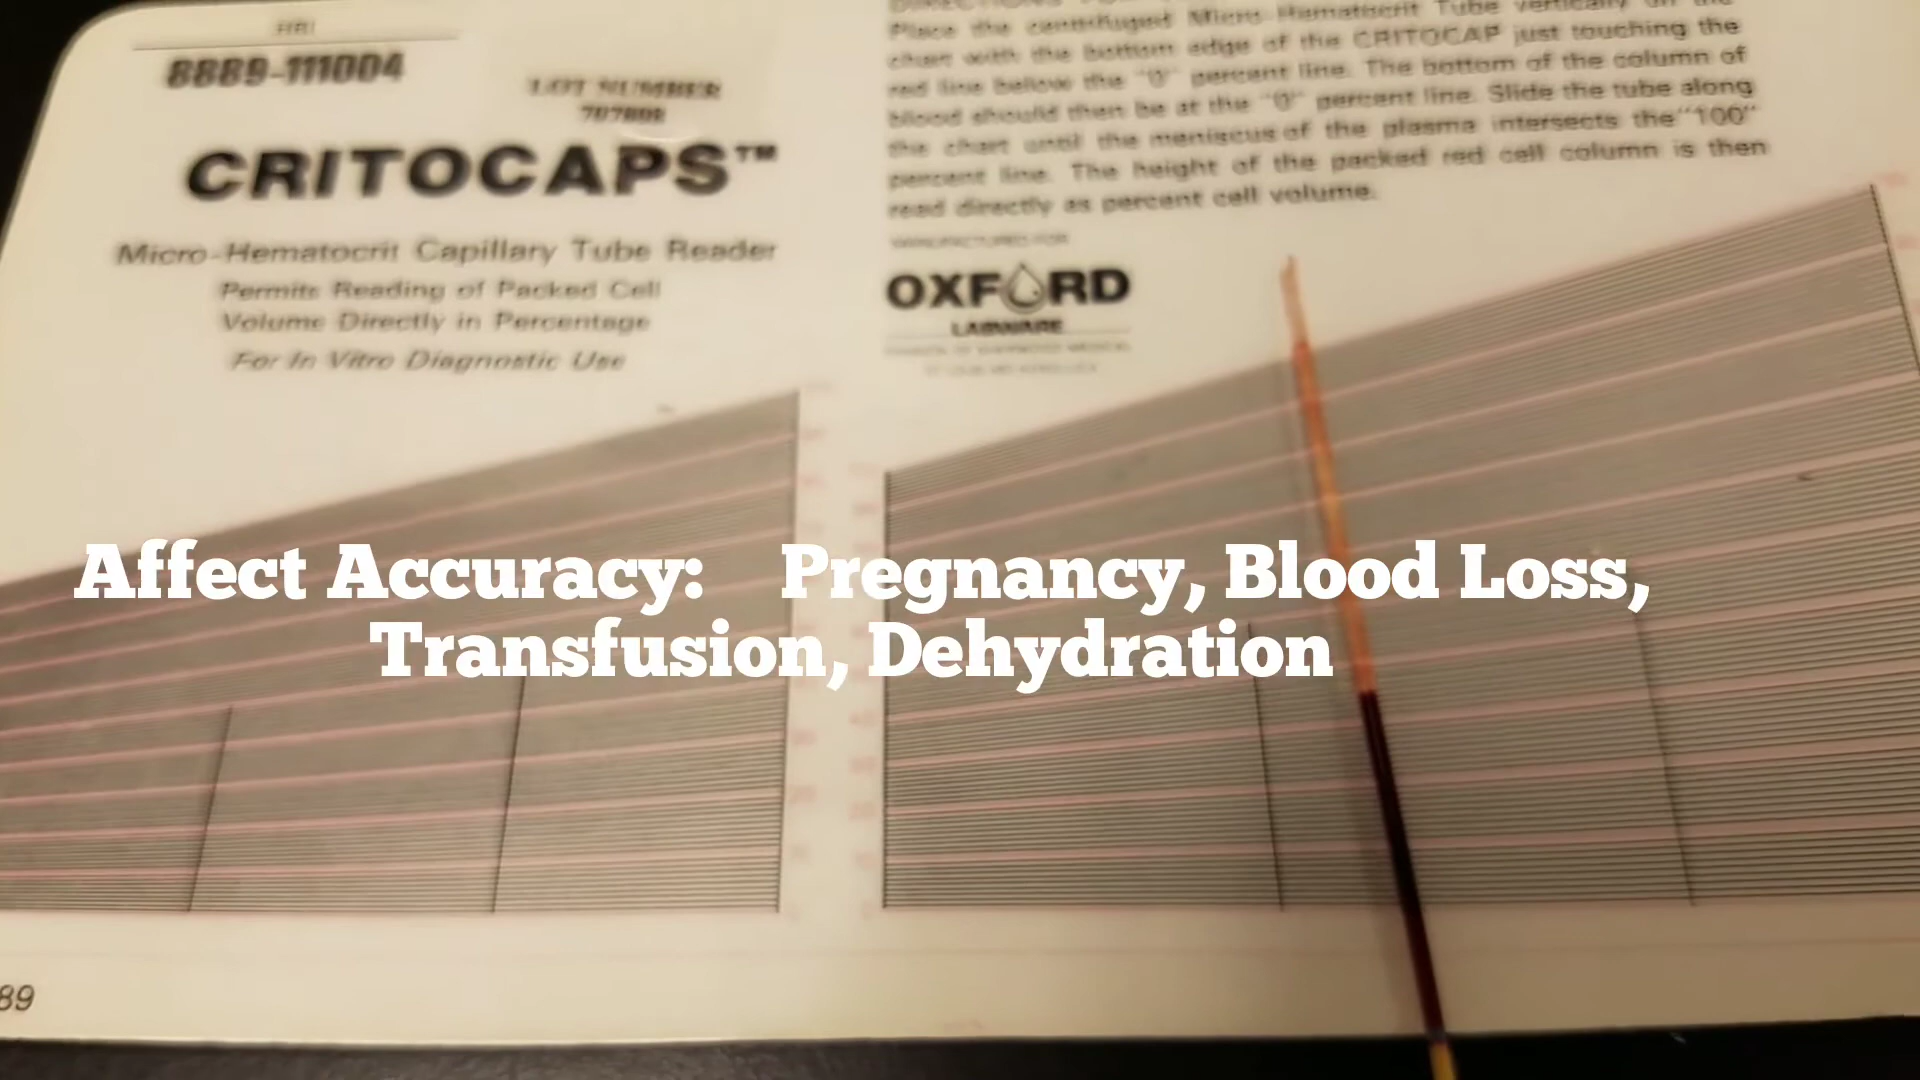 8889-111004
LOT NUMBER
CRITOCAPS™
Micro-Hematocrit Capillary Tube Reader
Permits Reading of Packed Cell
Volume Directly in Percentage
For In Vitro Diagnostic Use
Place the centrifuged Micro-Hematocrit Tube vertically on the
chart with the bottom edge of the CRITOCAP just touching the
red line below the "0" percent line. The bottom of the column of
blood should then be at the "0" percent line. Slide the tube along
the chart until the meniscus of the plasma intersects the "100"
percent line. The height of the packed red cell column is then
read directly as percent cell volume.
MANUFACTURED FOR
OXFORD
LABWARE
Affect Accuracy: Pregnancy, Blood Loss,
Transfusion, Dehydration
89